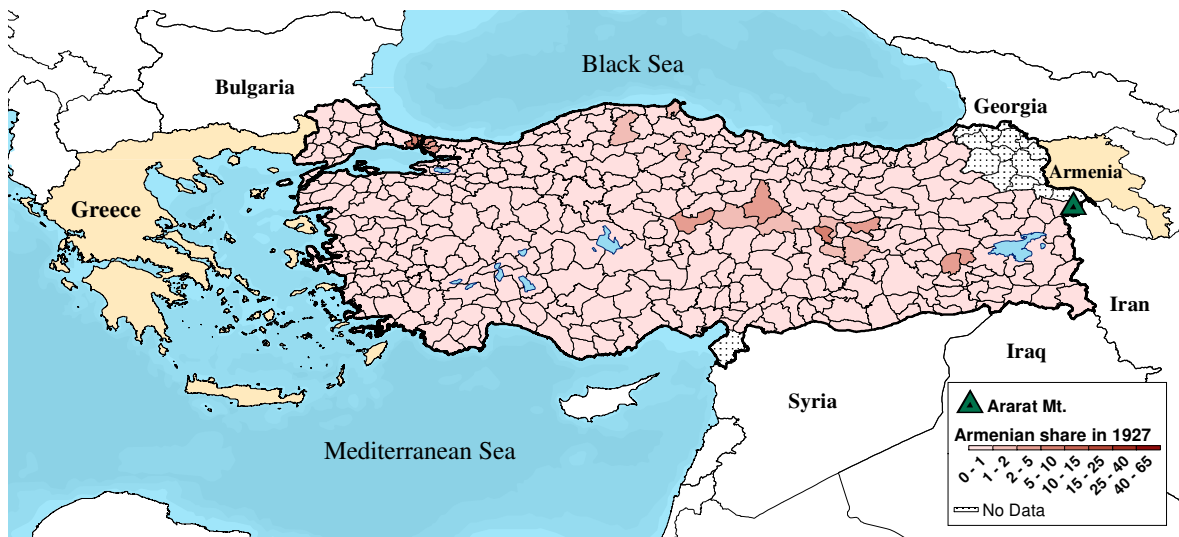 Black Sea
Bulgaria
Georgia
Armenia
Greece
Iran
Iraq
Syria
Mediterranean Sea
Ararat Mt.
Armenian share in 1927
0 - 1
1 - 2
2 - 5
5 - 10
10 - 15
15 - 25
25 - 40
40 - 65
No Data